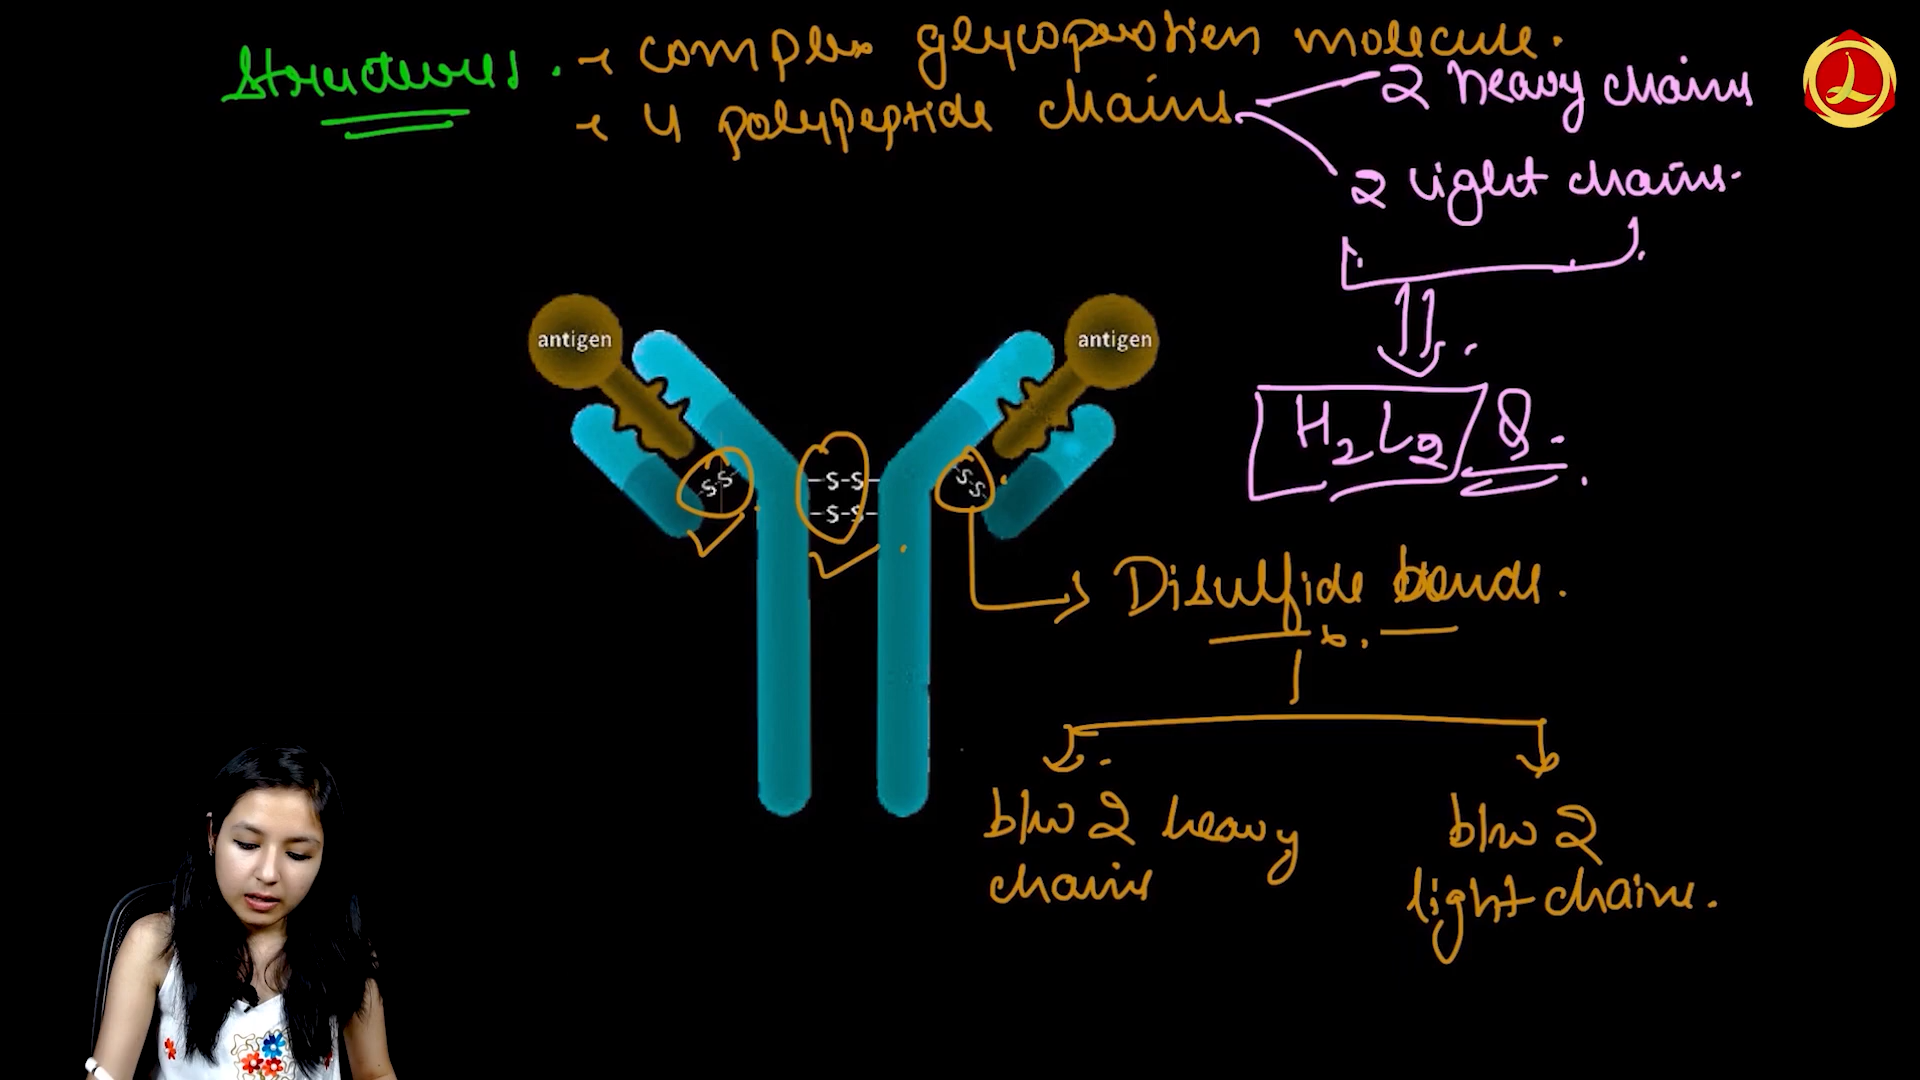 Structures. → complex glycoprotien molecule.
→ 4 polypeptide chains
2 heavy chains
2 light chains.
H2L2
antigen
antigen
S-S
-S-S-
-S-S-
S-S-
Disulfide bonds.
b/w 2 heavy
chains
b/w 2
light chains.